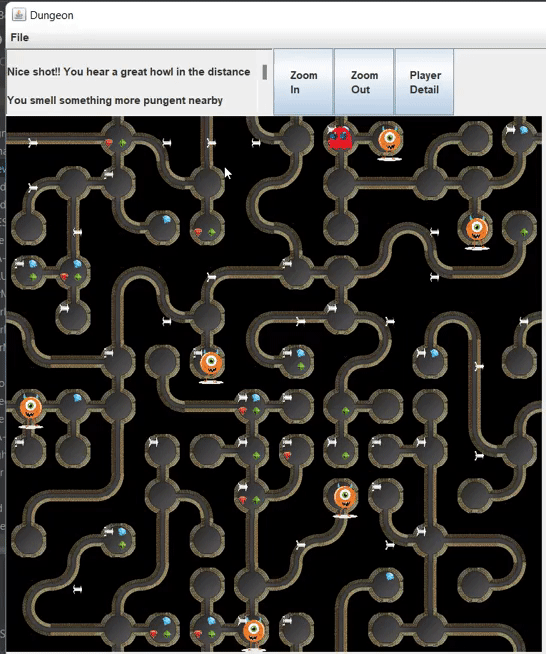 Dungeon
File
Nice shot!! You hear a great howl in the distance
You smell something more pungent nearby
Zoom
In
Zoom
Out
Player
Detail